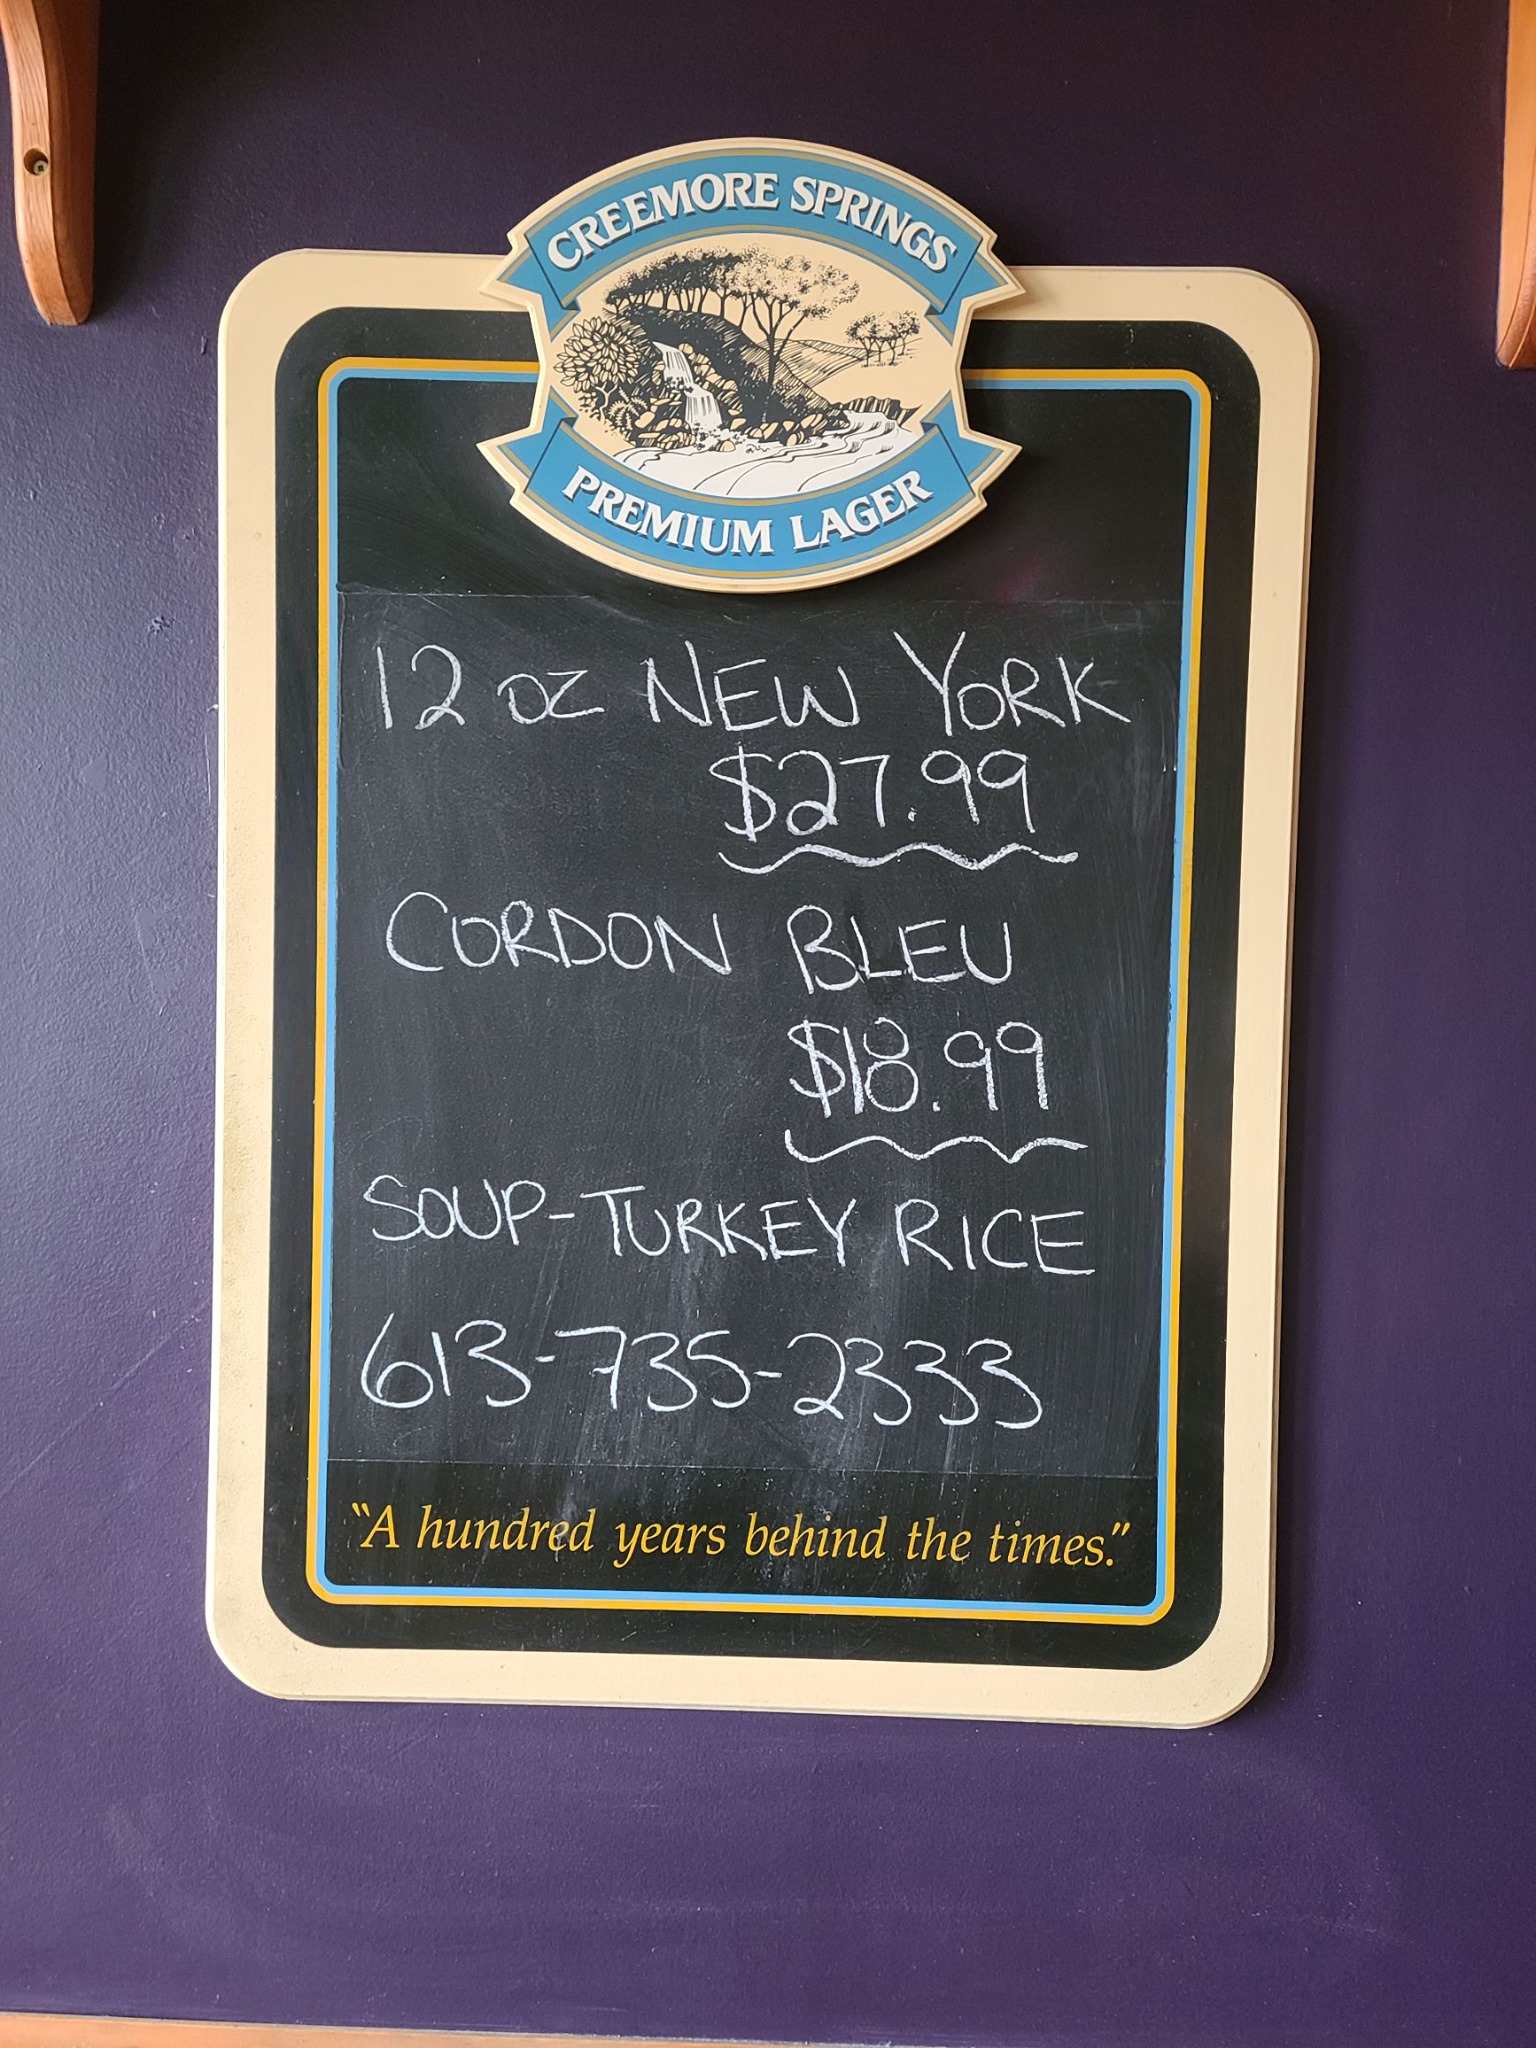 CREEMORE SPRINGS
PREMIUM LAGER
12 OZ NEW YORK
$27.99
CORDON BLEU
$18.99
SOUP-TURKEY RICE
613-735-2333
"A hundred years behind the times."